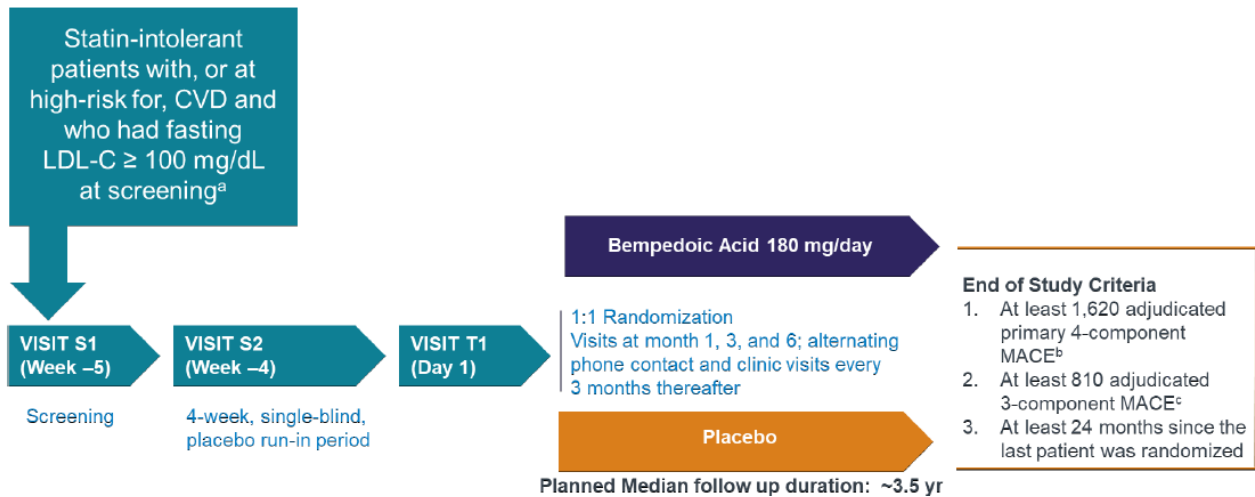 Statin-intolerant
patients with, or at
high-risk for, CVD and
who had fasting
LDL-C ≥ 100 mg/dL
at screeningᵃ
Bempedoic Acid 180 mg/day
VISIT S1
(Week –5)
VISIT S2
(Week –4)
VISIT T1
(Day 1)
Screening
4-week, single-blind,
placebo run-in period
1:1 Randomization
Visits at month 1, 3, and 6; alternating
phone contact and clinic visits every
3 months thereafter
Placebo
Planned Median follow up duration: ~3.5 yr
End of Study Criteria
1. At least 1,620 adjudicated
primary 4-component
MACEᵇ
2. At least 810 adjudicated
3-component MACEᶜ
3. At least 24 months since the
last patient was randomized